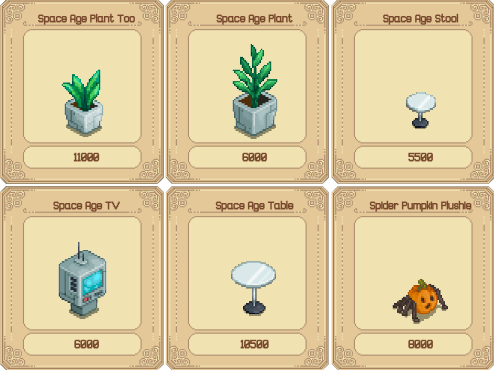 Space Age Plant Too
Space Age Plant
Space Age Stool
11000
6000
5500
Space Age TV
Space Age Table
Spider Pumpkin Plushie
6000
10500
8000